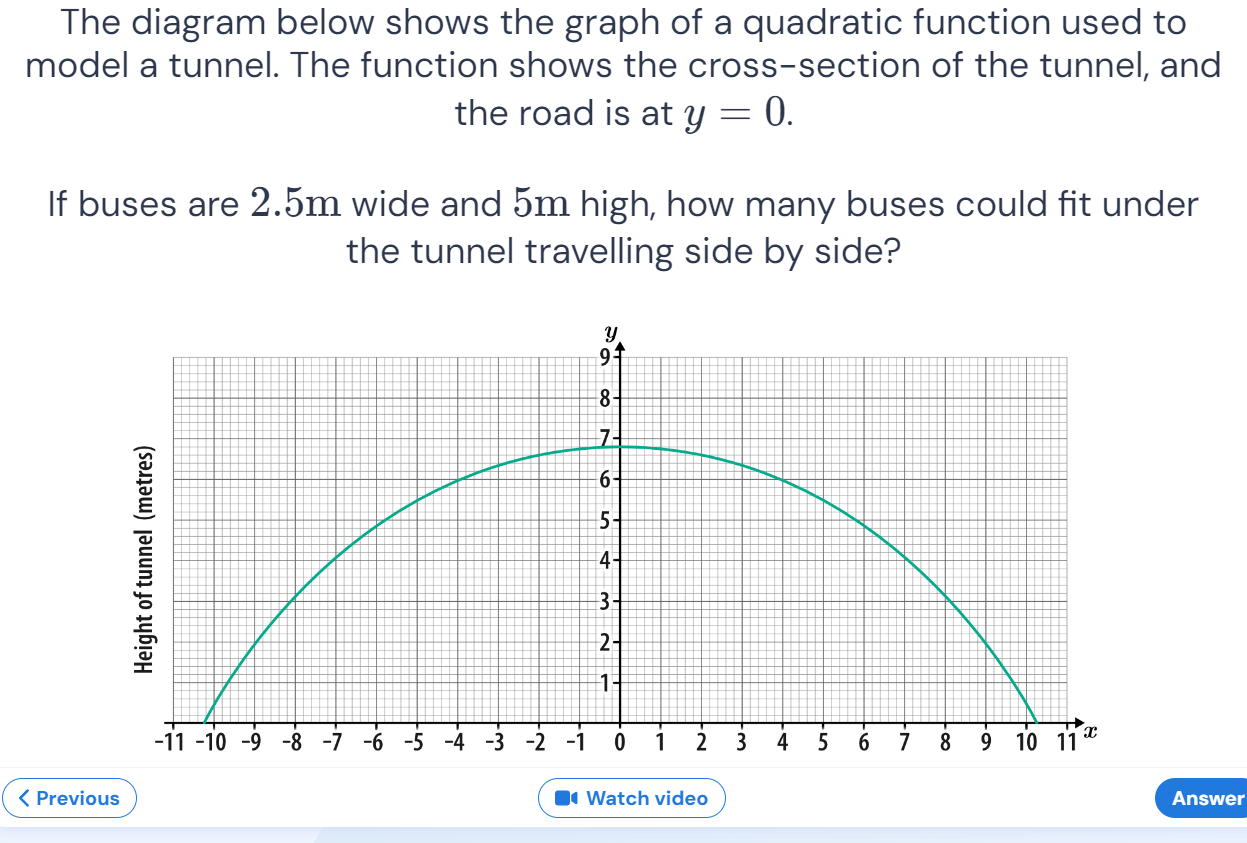 The diagram below shows the graph of a quadratic function used to
model a tunnel. The function shows the cross-section of the tunnel, and
the road is at y = 0.
If buses are 2.5m wide and 5m high, how many buses could fit under
the tunnel travelling side by side?
y
9
8
7
6
5
4
3
2
1
Height of tunnel (metres)
-11 -10 -9 -8 -7 -6 -5 -4 -3 -2 -1 0 1 2 3 4 5 6 7 8 9 10 11 x
Previous
Watch video
Answer